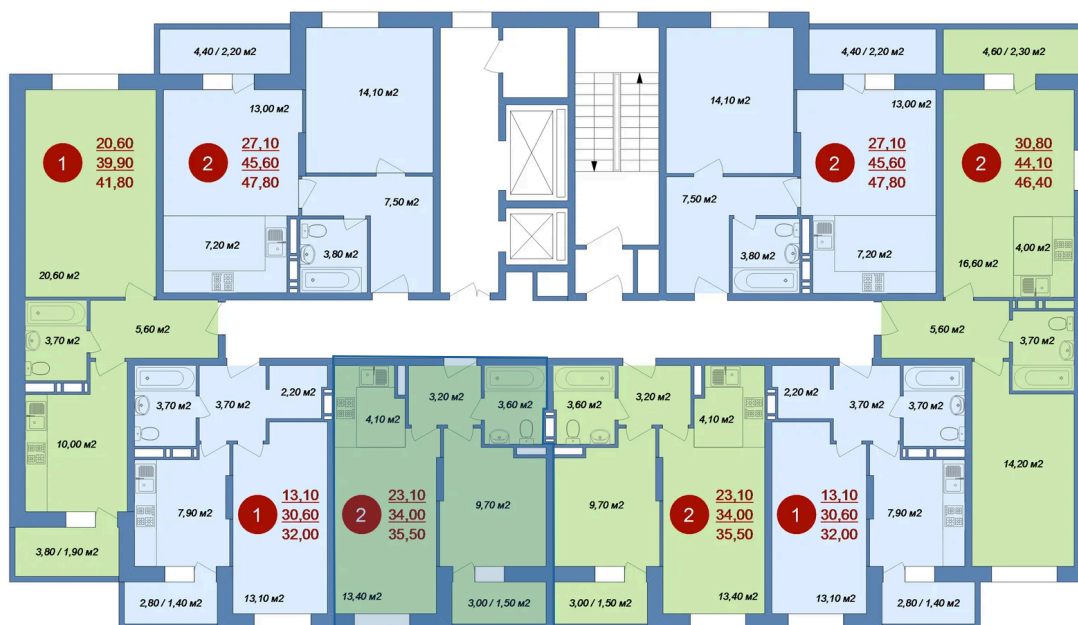 4,40 / 2,20 м2
14,10 м2
13,00 м2
2
27,10
45,60
47,80
7,20 м2
7,50 м2
3,80 м2
1
20,60
39,90
41,80
20,60 м2
3,70 м2
5,60 м2
10,00 м2
3,80 / 1,90 м2
14,10 м2
4,40 / 2,20 м2
13,00 м2
2
27,10
45,60
47,80
7,50 м2
3,80 м2
7,20 м2
4,60 / 2,30 м2
2
30,80
44,10
46,40
4,00 м2
16,60 м2
5,60 м2
3,70 м2
14,20 м2
3,70 м2
3,70 м2
2,20 м2
7,90 м2
1
13,10
30,60
32,00
13,10 м2
2,80 / 1,40 м2
4,10 м2
3,20 м2
3,60 м2
2
23,10
34,00
35,50
9,70 м2
13,40 м2
3,00 / 1,50 м2
3,60 м2
3,20 м2
4,10 м2
9,70 м2
2
23,10
34,00
35,50
3,00 / 1,50 м2
13,40 м2
2,20 м2
3,70 м2
3,70 м2
1
13,10
30,60
32,00
7,90 м2
13,10 м2
2,80 / 1,40 м2